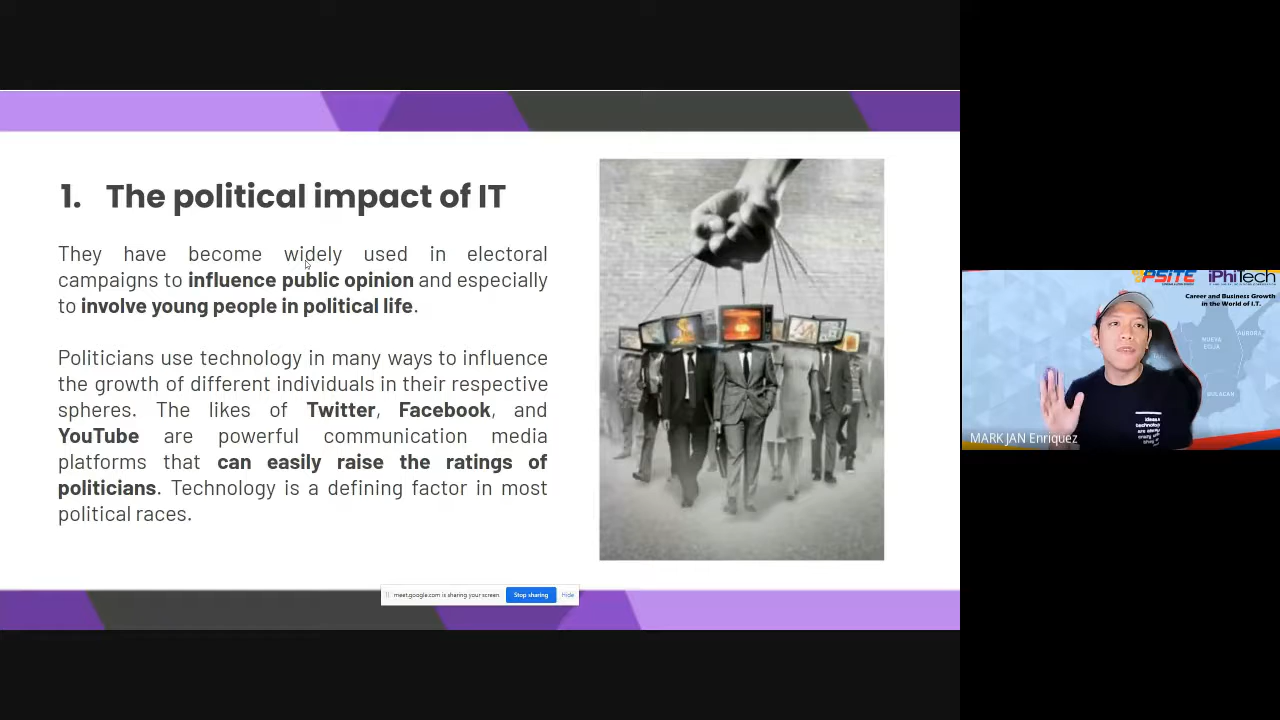 1. The political impact of IT
They have become widely used in electoral
campaigns to influence public opinion and especially
to involve young people in political life.
Politicians use technology in many ways to influence
the growth of different individuals in their respective
spheres. The likes of Twitter, Facebook, and
YouTube are powerful communication media
platforms that can easily raise the ratings of
politicians. Technology is a defining factor in most
political races.
meet.google.com is sharing your screen Stop sharing Hide
PSITE
iPhiTech
Career and Business Growth
in the World of I.T.
AURORA
NUEVA
ECIJA
BULACAN
MARK JAN Enriquez